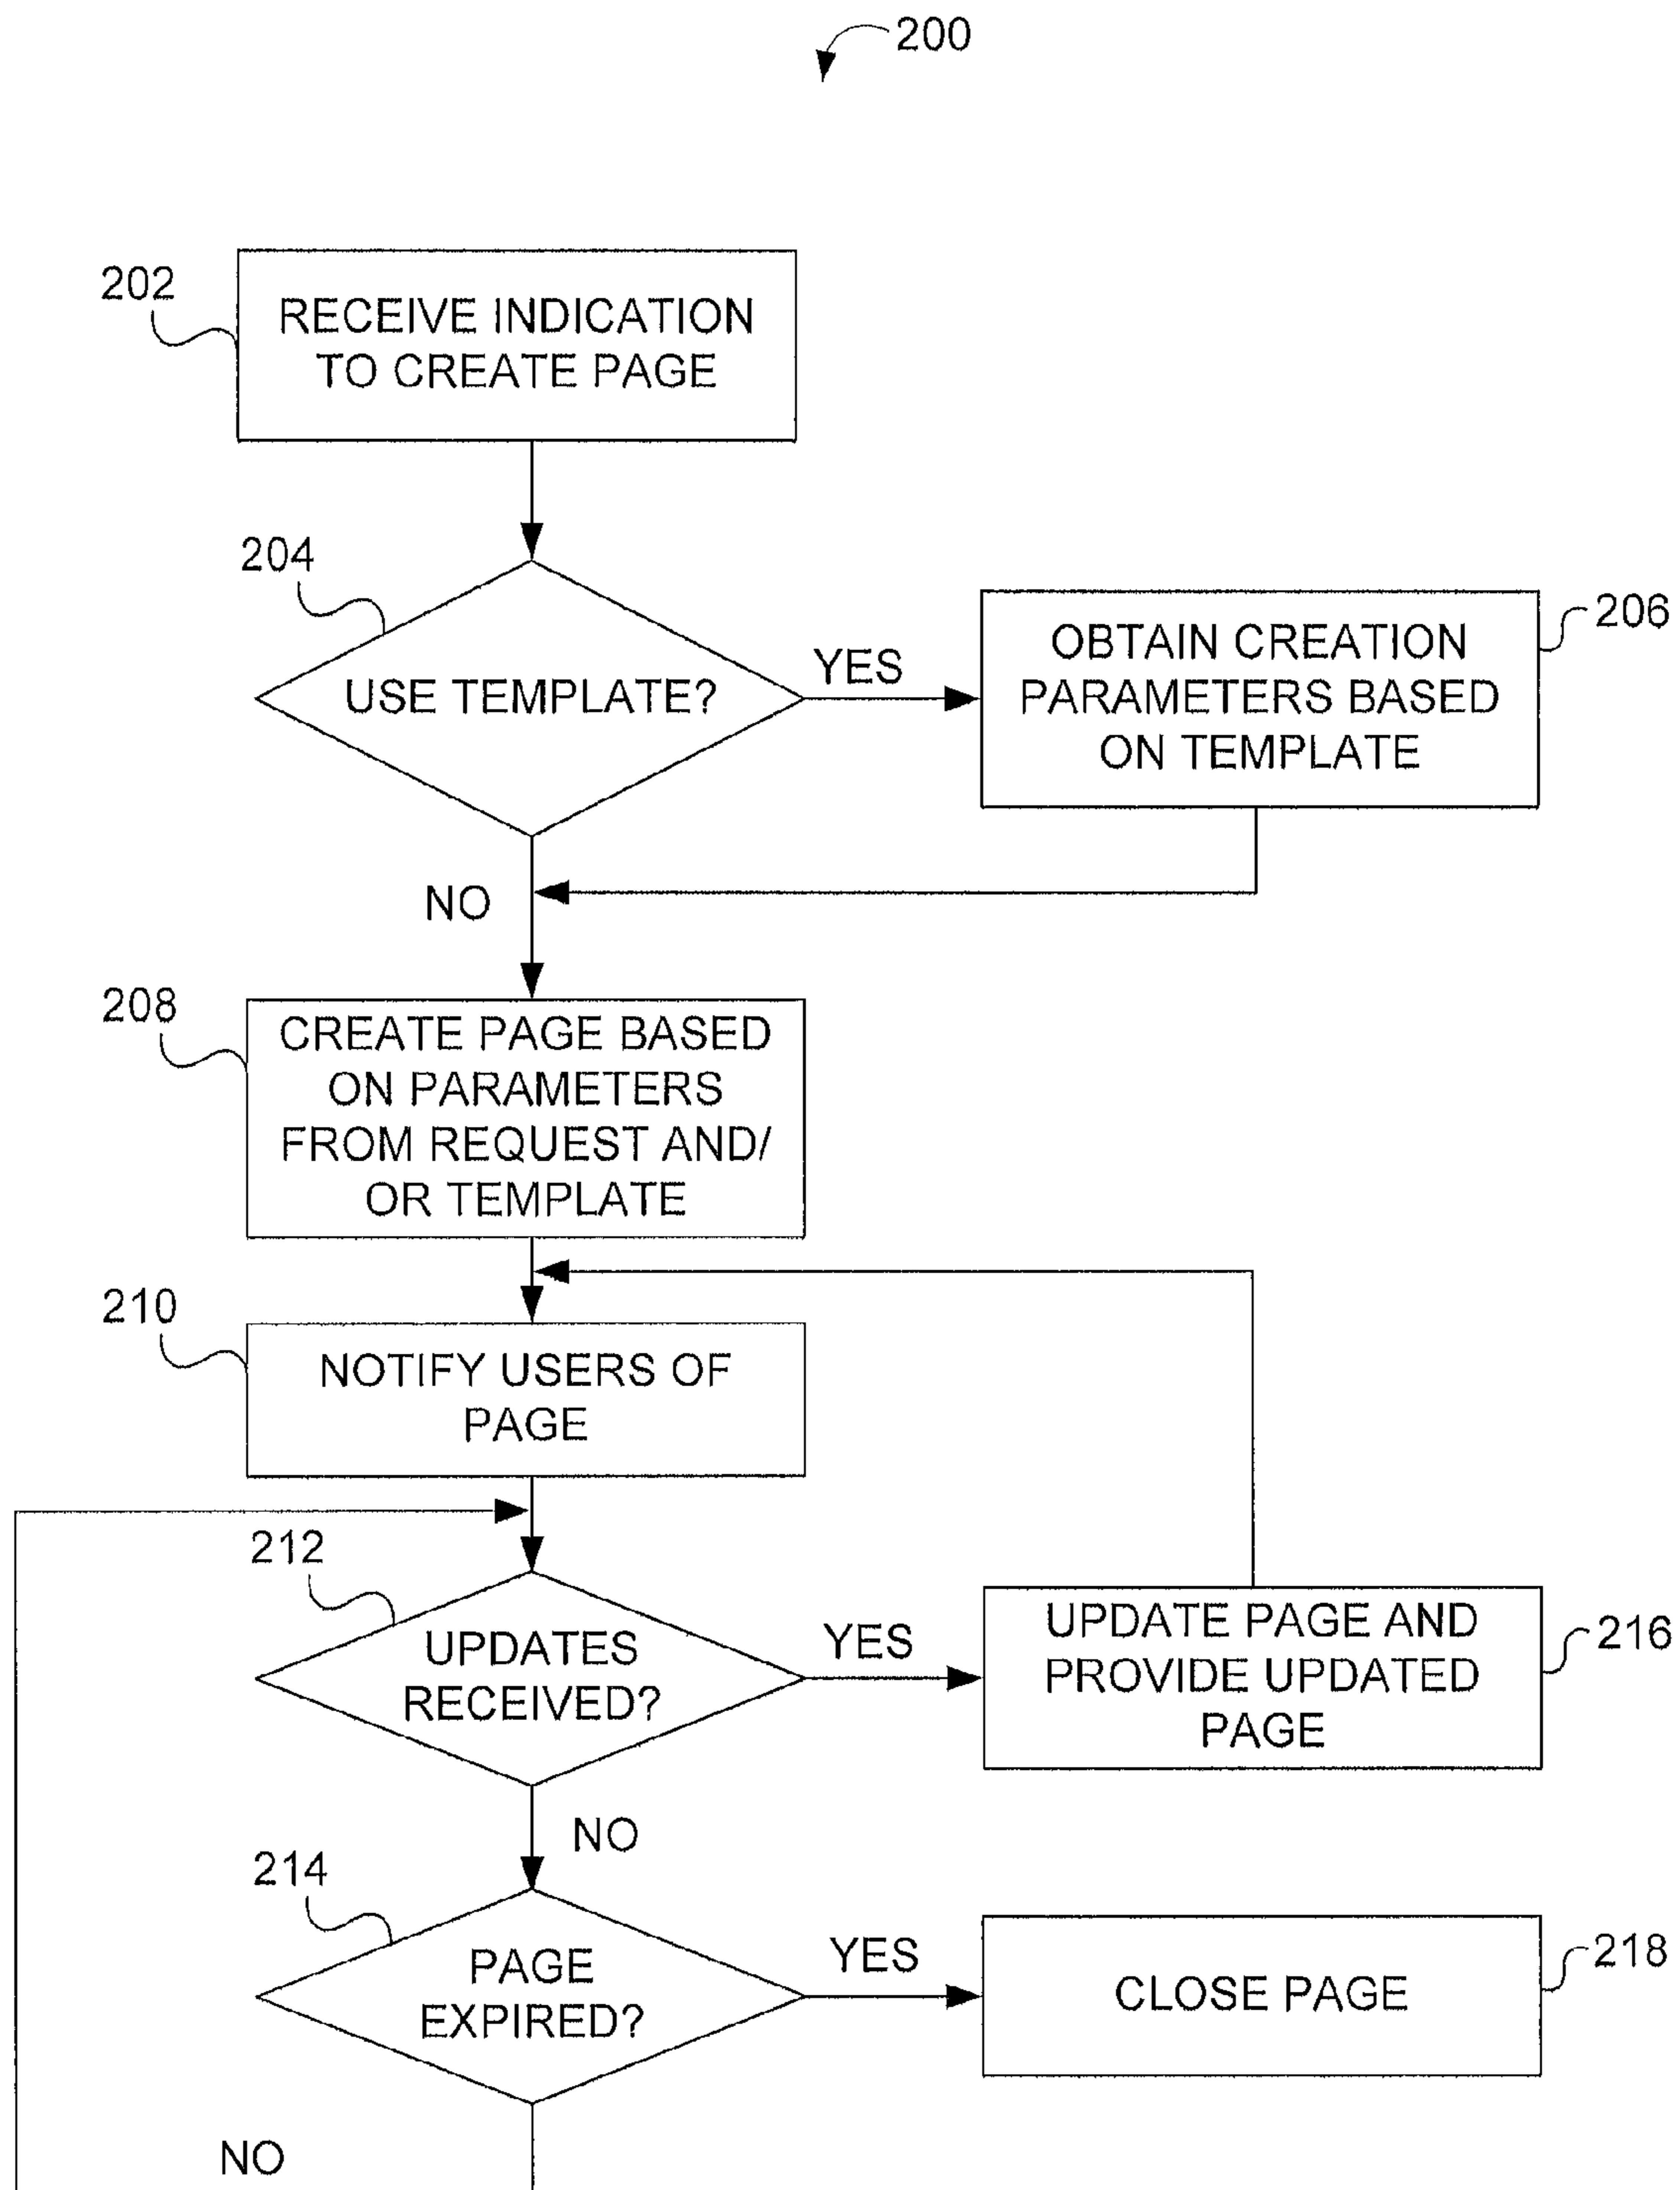 200
202
RECEIVE INDICATION
TO CREATE PAGE
204
USE TEMPLATE?
YES
206
OBTAIN CREATION
PARAMETERS BASED
ON TEMPLATE
NO
208
CREATE PAGE BASED
ON PARAMETERS
FROM REQUEST AND/
OR TEMPLATE
210
NOTIFY USERS OF
PAGE
212
UPDATES
RECEIVED?
YES
216
UPDATE PAGE AND
PROVIDE UPDATED
PAGE
NO
214
PAGE
EXPIRED?
YES
218
CLOSE PAGE
NO